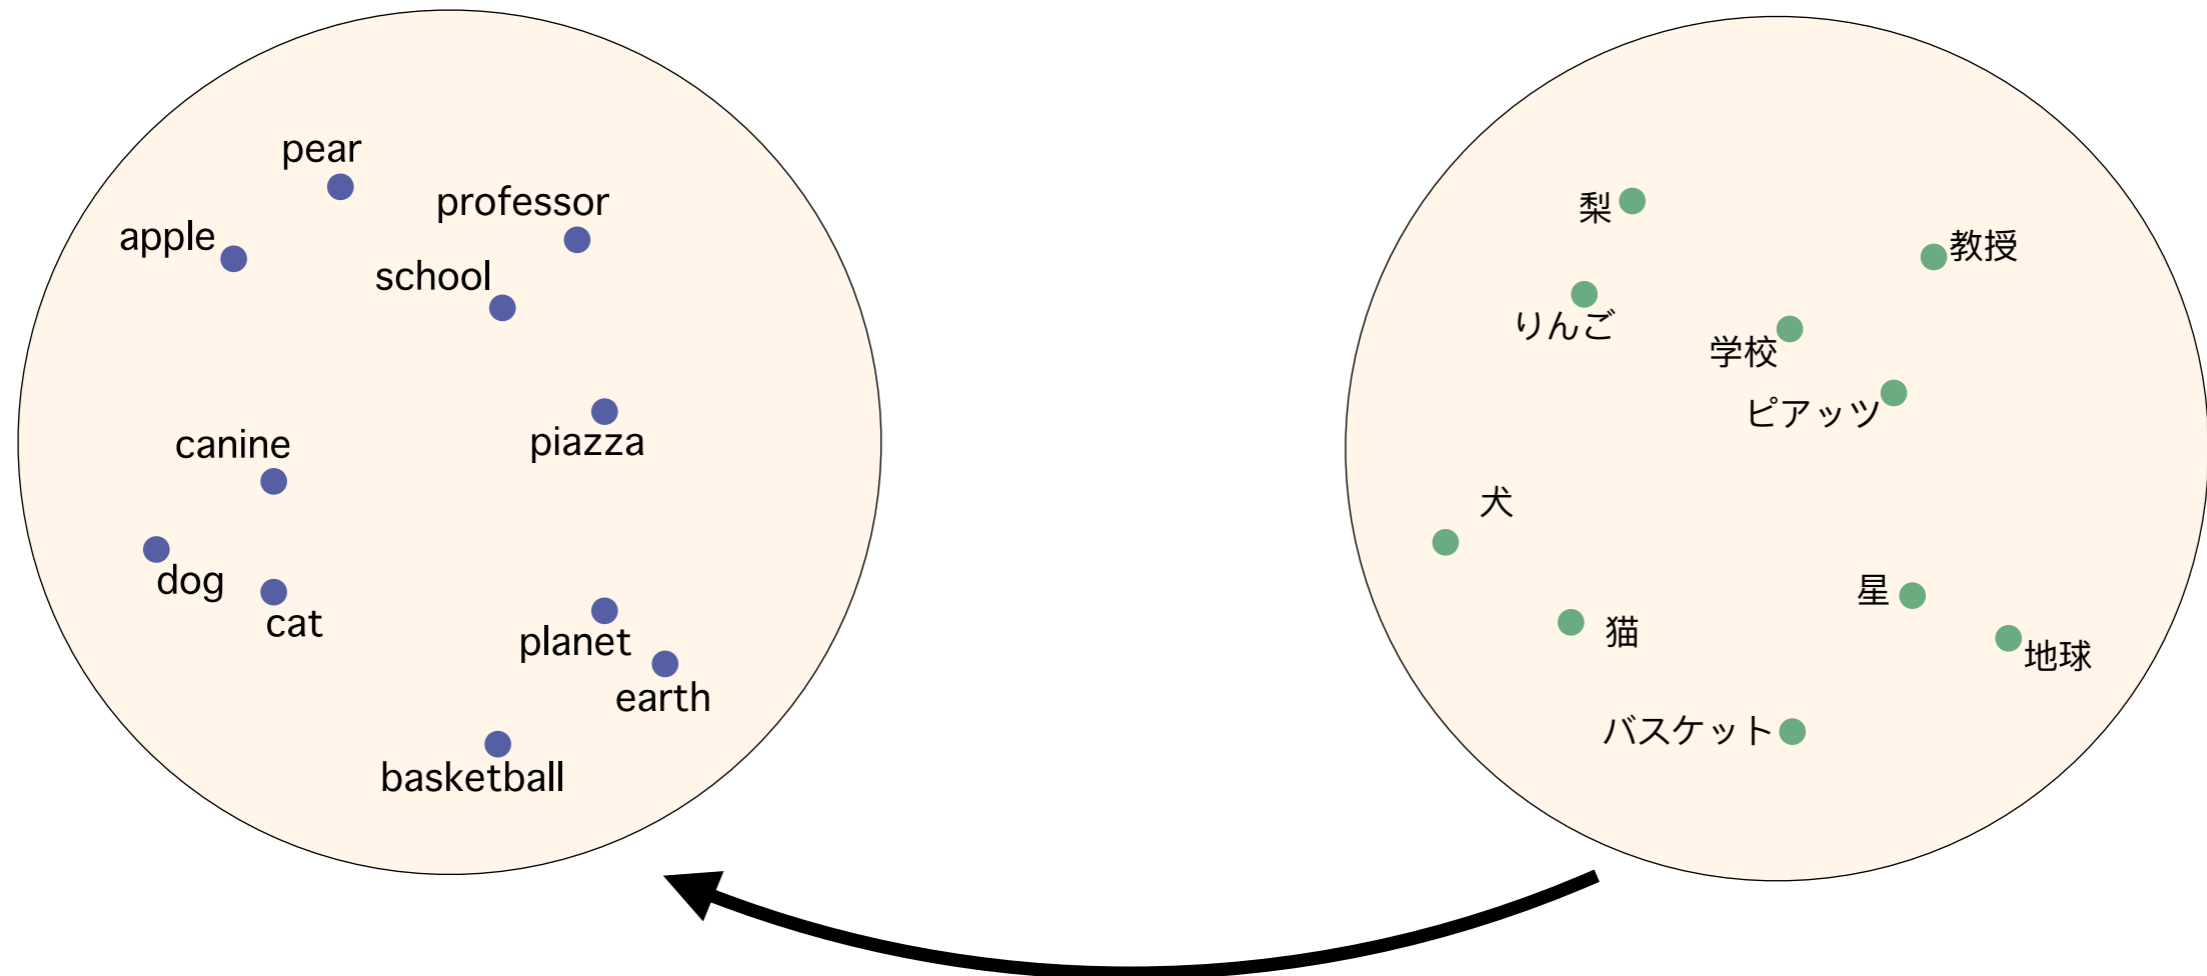 pear
professor
apple
school
canine
piazza
dog
cat
planet
earth
basketball
梨
教授
りんご
学校
ピアッツ
犬
星
猫
地球
バスケット